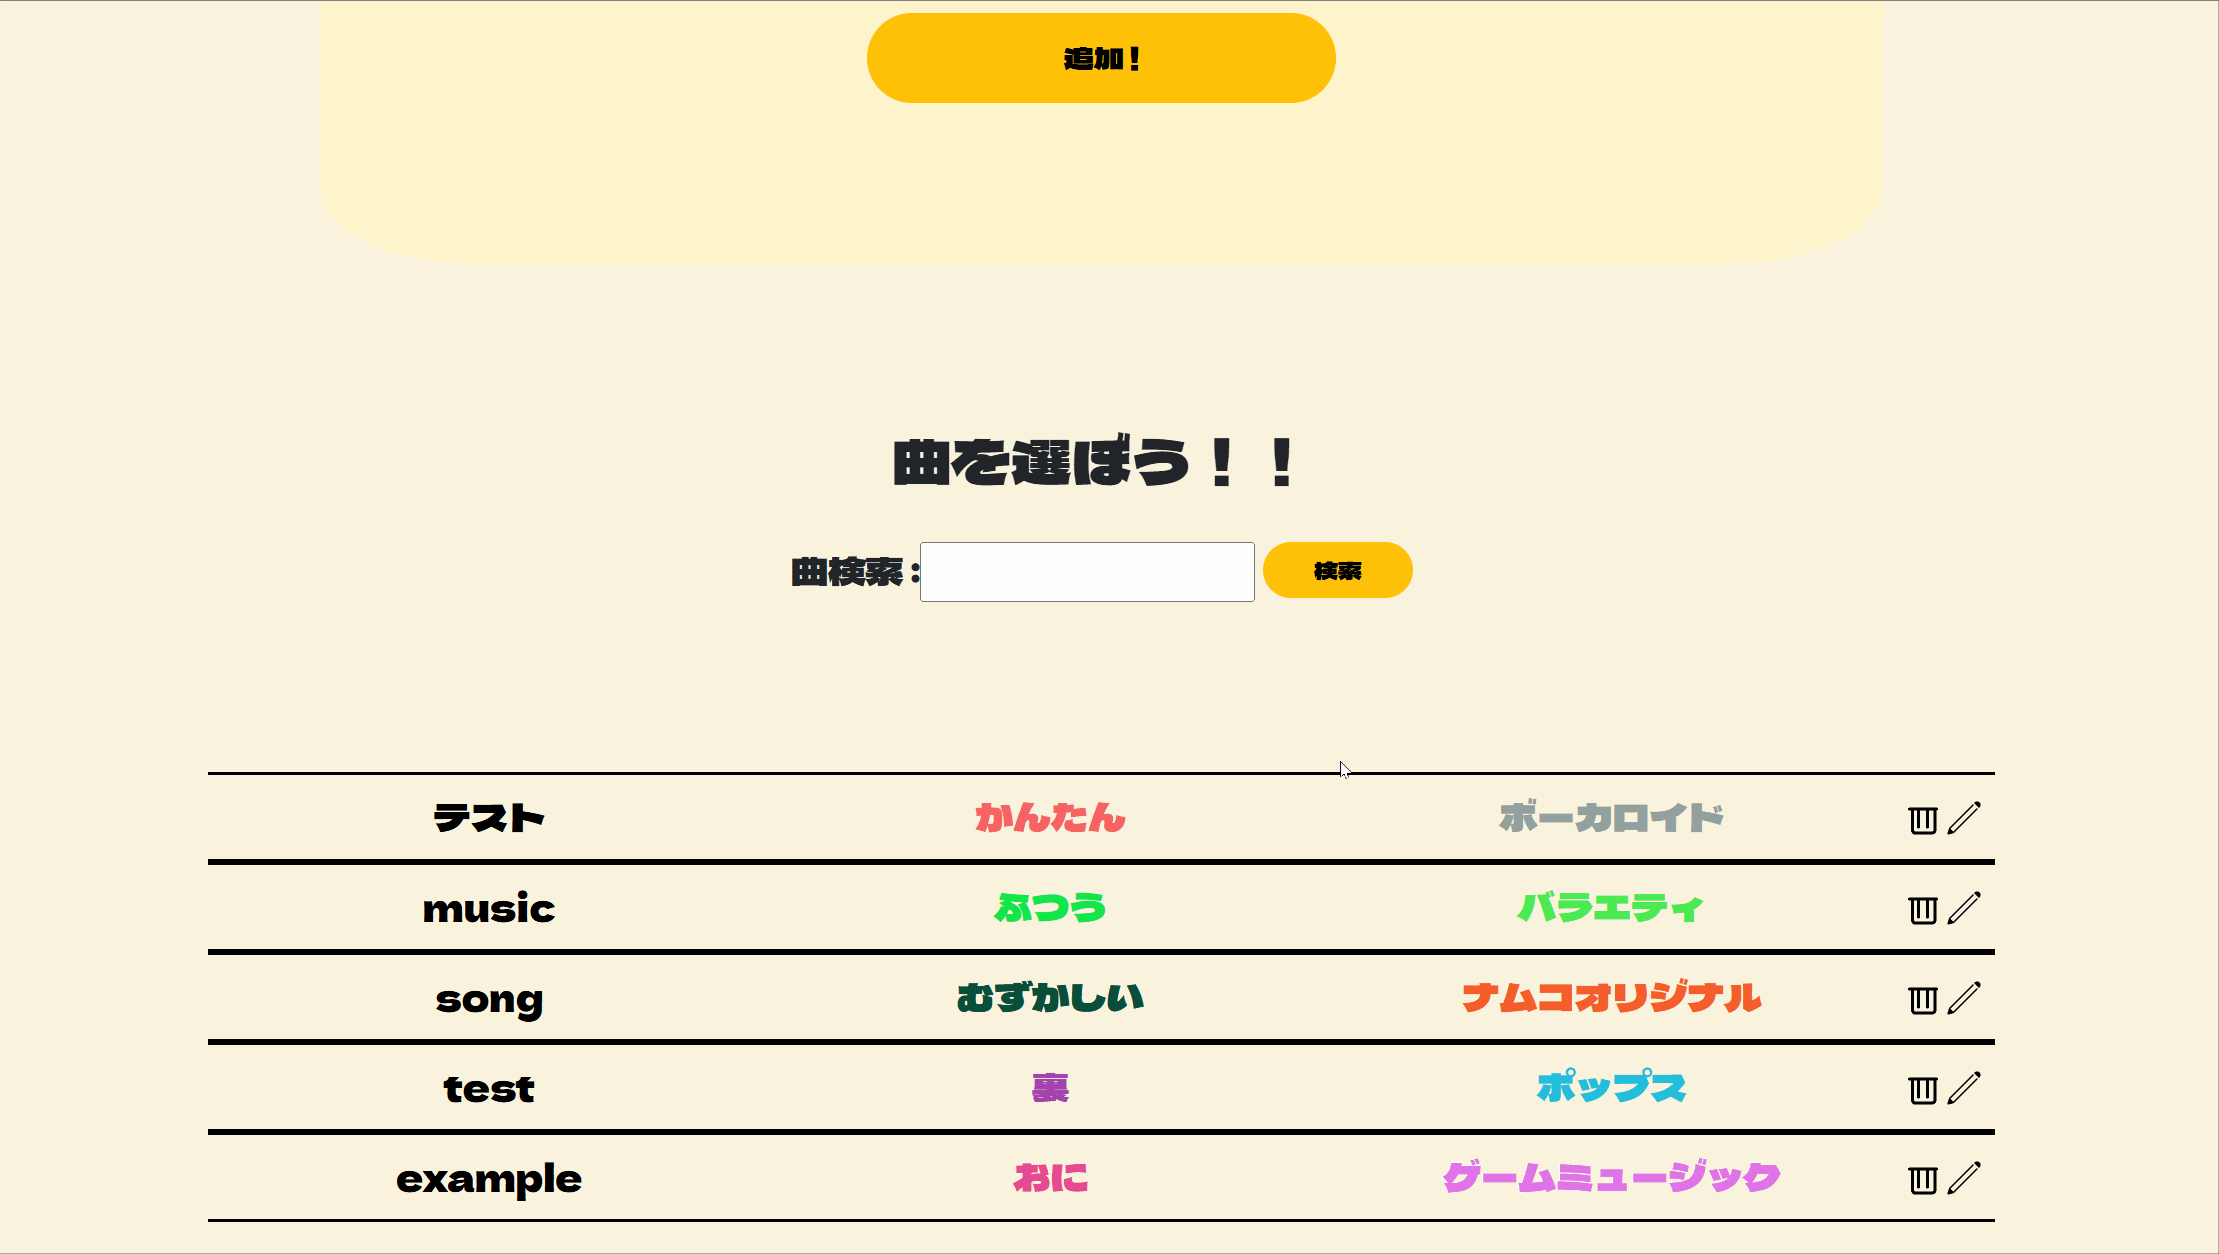 追加！
曲を選ぼう！！
曲検索： 検索
テスト かんたん ボーカロイド
music ふつう バラエティ
song むずかしい ナムコオリジナル
test 裏 ポップス
example おに ゲームミュージック